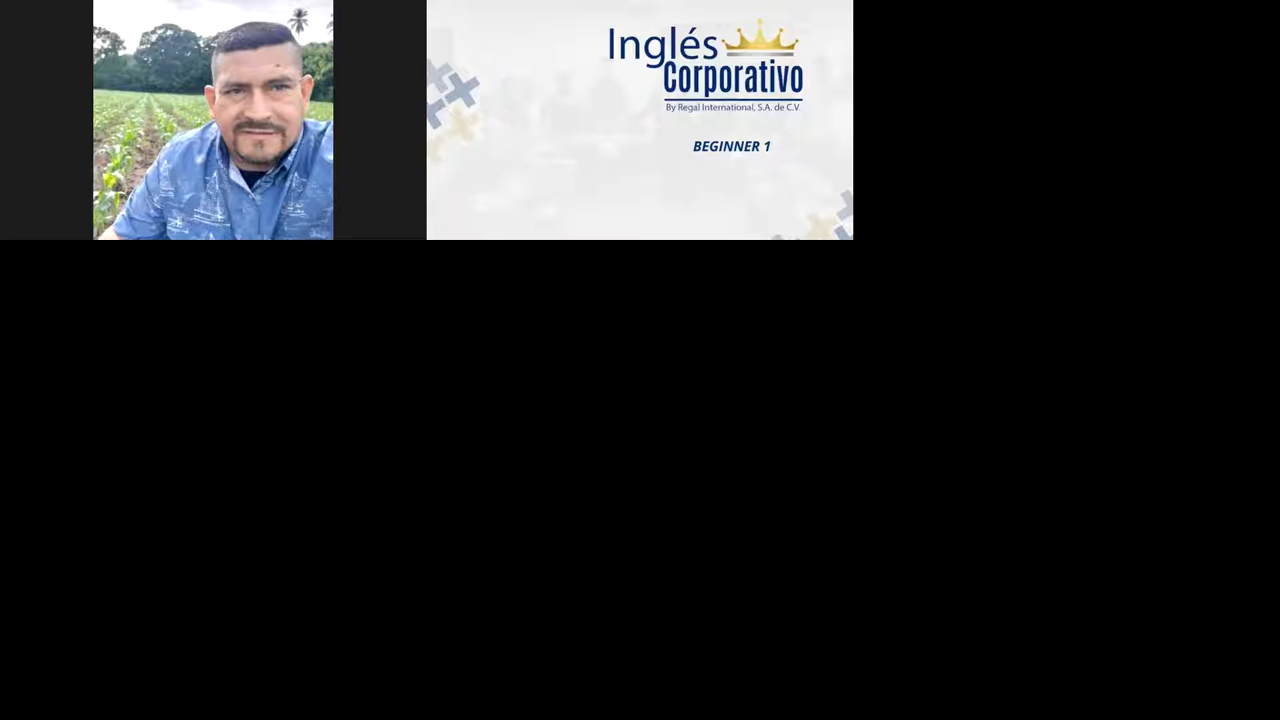 Inglés
Corporativo
By Regal International, S.A. de C.V.
BEGINNER 1